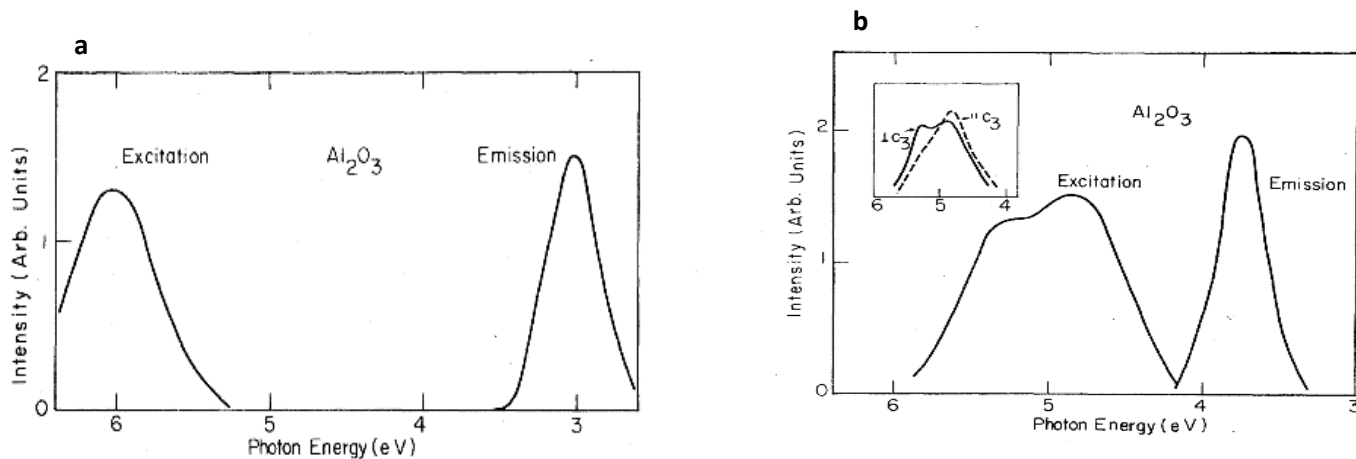 a
2
Excitation
Al2O3
Emission
1
0
6
5
4
3
Photon Energy (eV)
Intensity (Arb. Units)
b
2
Al2O3
⊥C3
||C3
6
5
4
Excitation
Emission
1
0
6
5
4
3
Photon Energy (eV)
Intensity (Arb. Units)